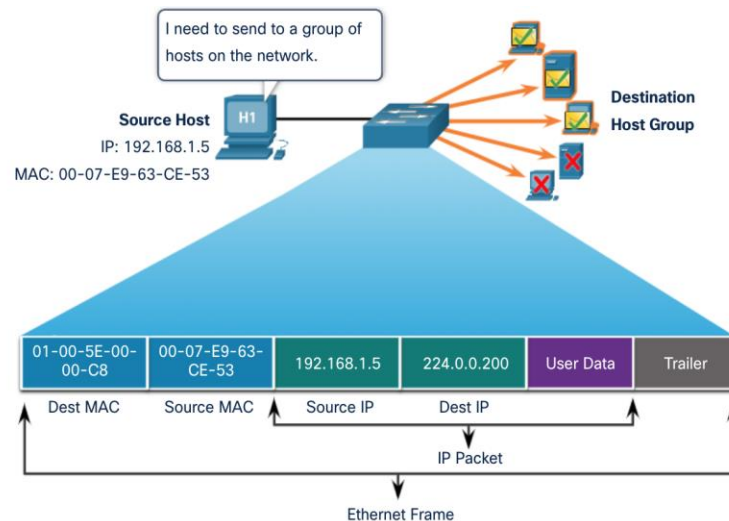 I need to send to a group of
hosts on the network.
H1
Source Host
IP: 192.168.1.5
MAC: 00-07-E9-63-CE-53
Destination
Host Group
01-00-5E-00-
00-C8
00-07-E9-63-
CE-53
192.168.1.5
224.0.0.200
User Data
Trailer
Dest MAC
Source MAC
Source IP
Dest IP
IP Packet
Ethernet Frame